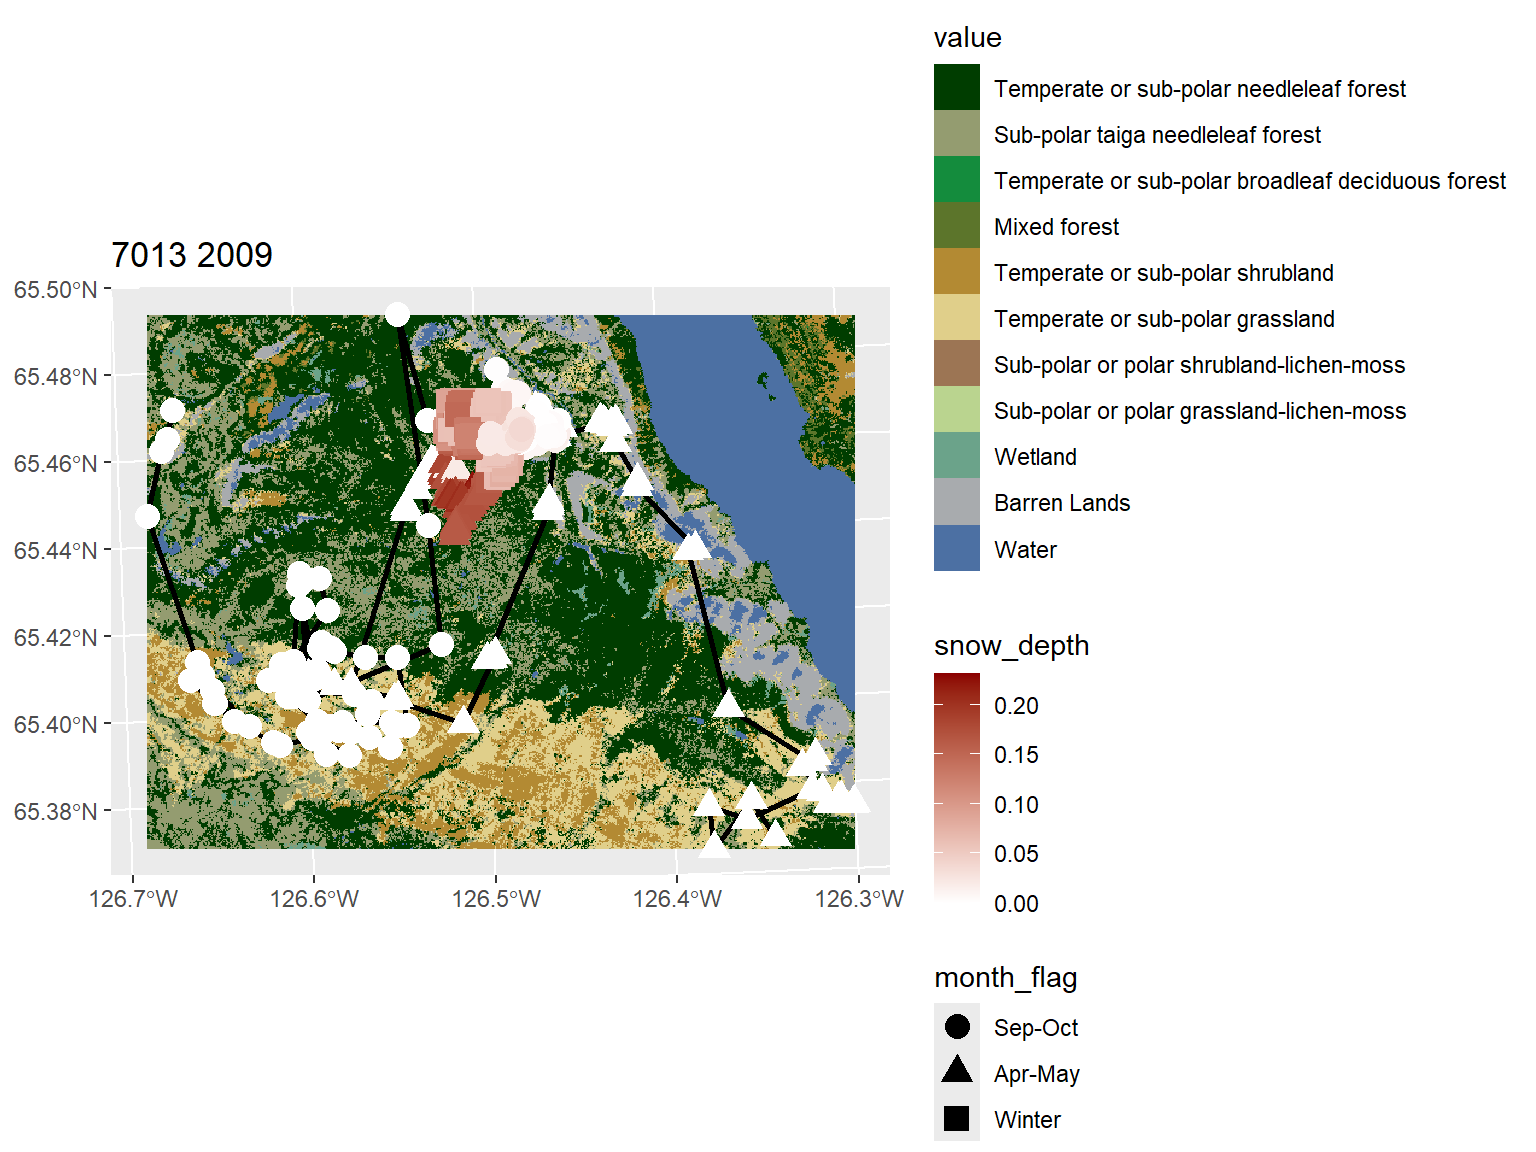 7013 2009
65.50°N
65.48°N
65.46°N
65.44°N
65.42°N
65.40°N
65.38°N
126.7°W
126.6°W
126.5°W
126.4°W
126.3°W
value
Temperate or sub-polar needleleaf forest
Sub-polar taiga needleleaf forest
Temperate or sub-polar broadleaf deciduous forest
Mixed forest
Temperate or sub-polar shrubland
Temperate or sub-polar grassland
Sub-polar or polar shrubland-lichen-moss
Sub-polar or polar grassland-lichen-moss
Wetland
Barren Lands
Water
snow_depth
0.20
0.15
0.10
0.05
0.00
month_flag
Sep-Oct
Apr-May
Winter